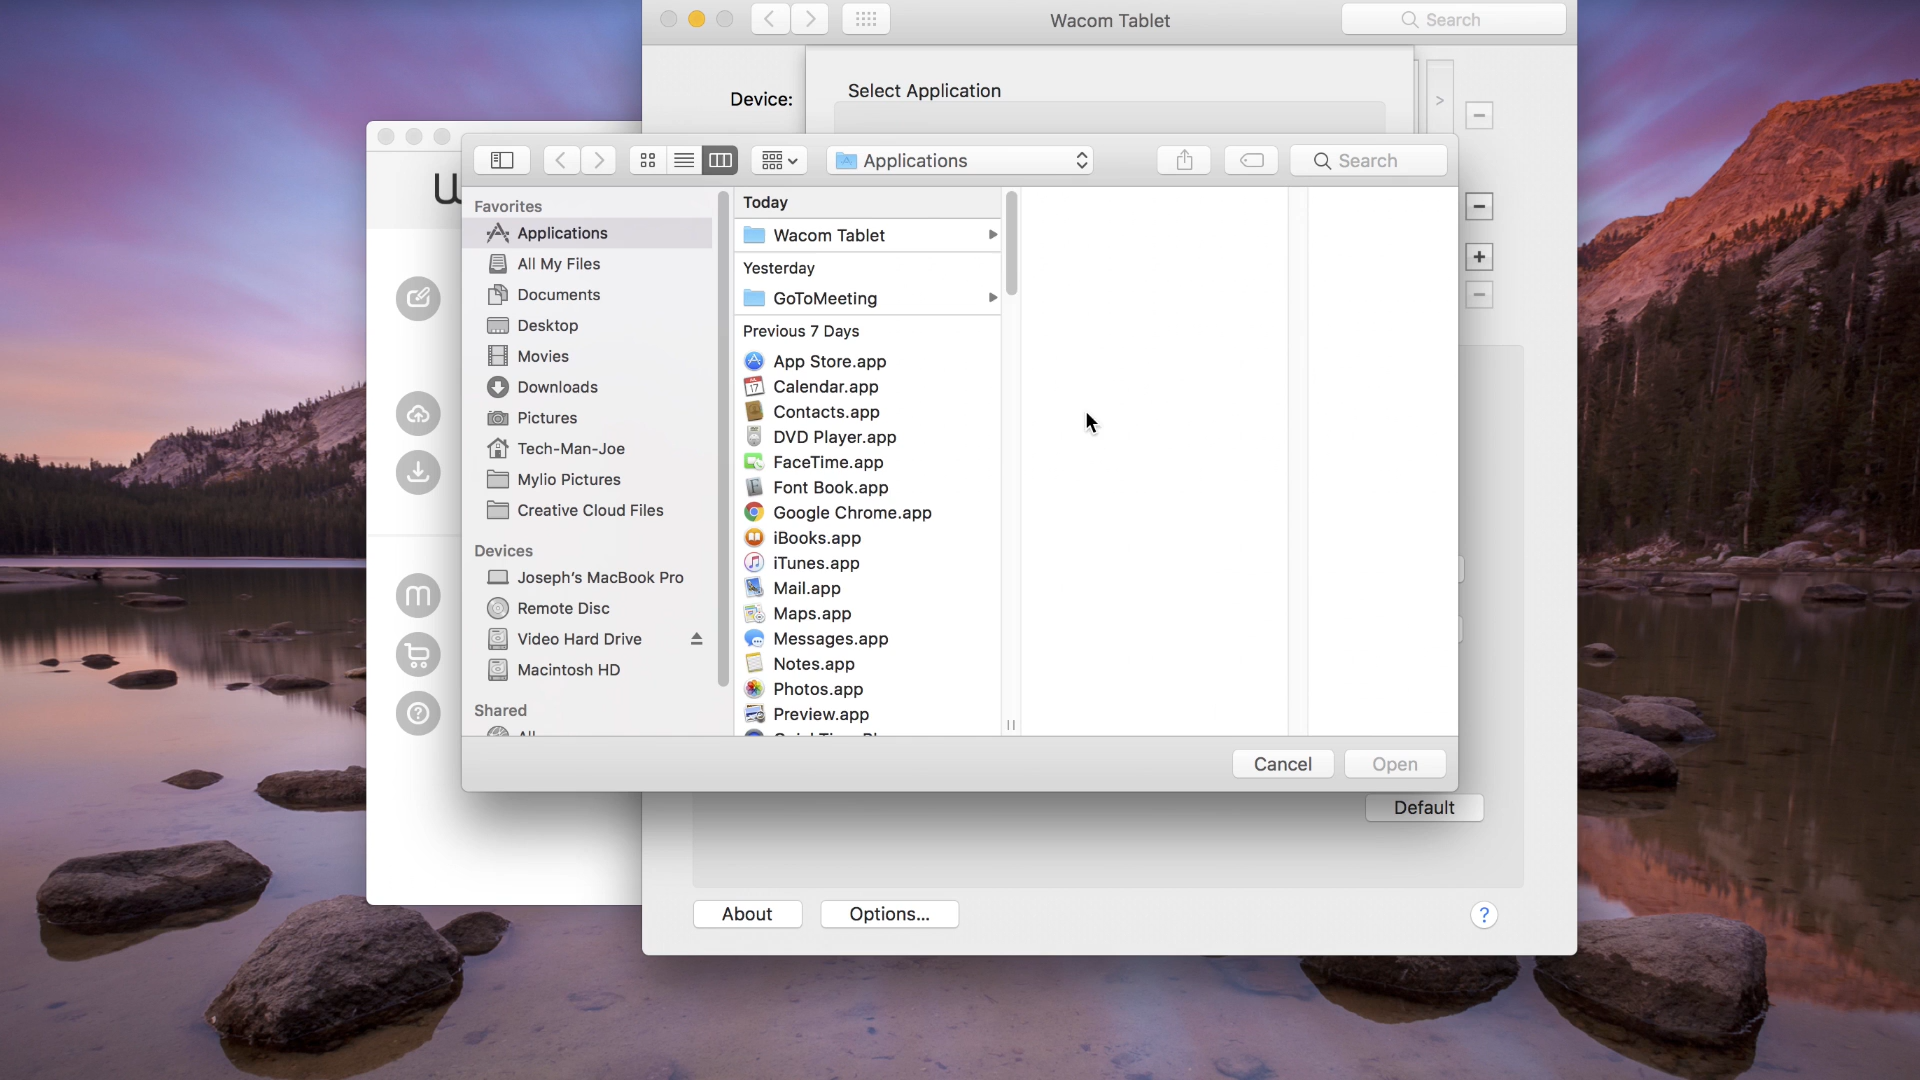 Wacom Tablet
Search
Device:
Select Application
Applications
Search
Favorites
Applications
All My Files
Documents
Desktop
Movies
Downloads
Pictures
Tech-Man-Joe
Mylio Pictures
Creative Cloud Files
Devices
Joseph's MacBook Pro
Remote Disc
Video Hard Drive
Macintosh HD
Shared
Today
Wacom Tablet
Yesterday
GoToMeeting
Previous 7 Days
App Store.app
Calendar.app
Contacts.app
DVD Player.app
FaceTime.app
Font Book.app
Google Chrome.app
iBooks.app
iTunes.app
Mail.app
Maps.app
Messages.app
Notes.app
Photos.app
Preview.app
Cancel
Open
Default
About
Options...
?